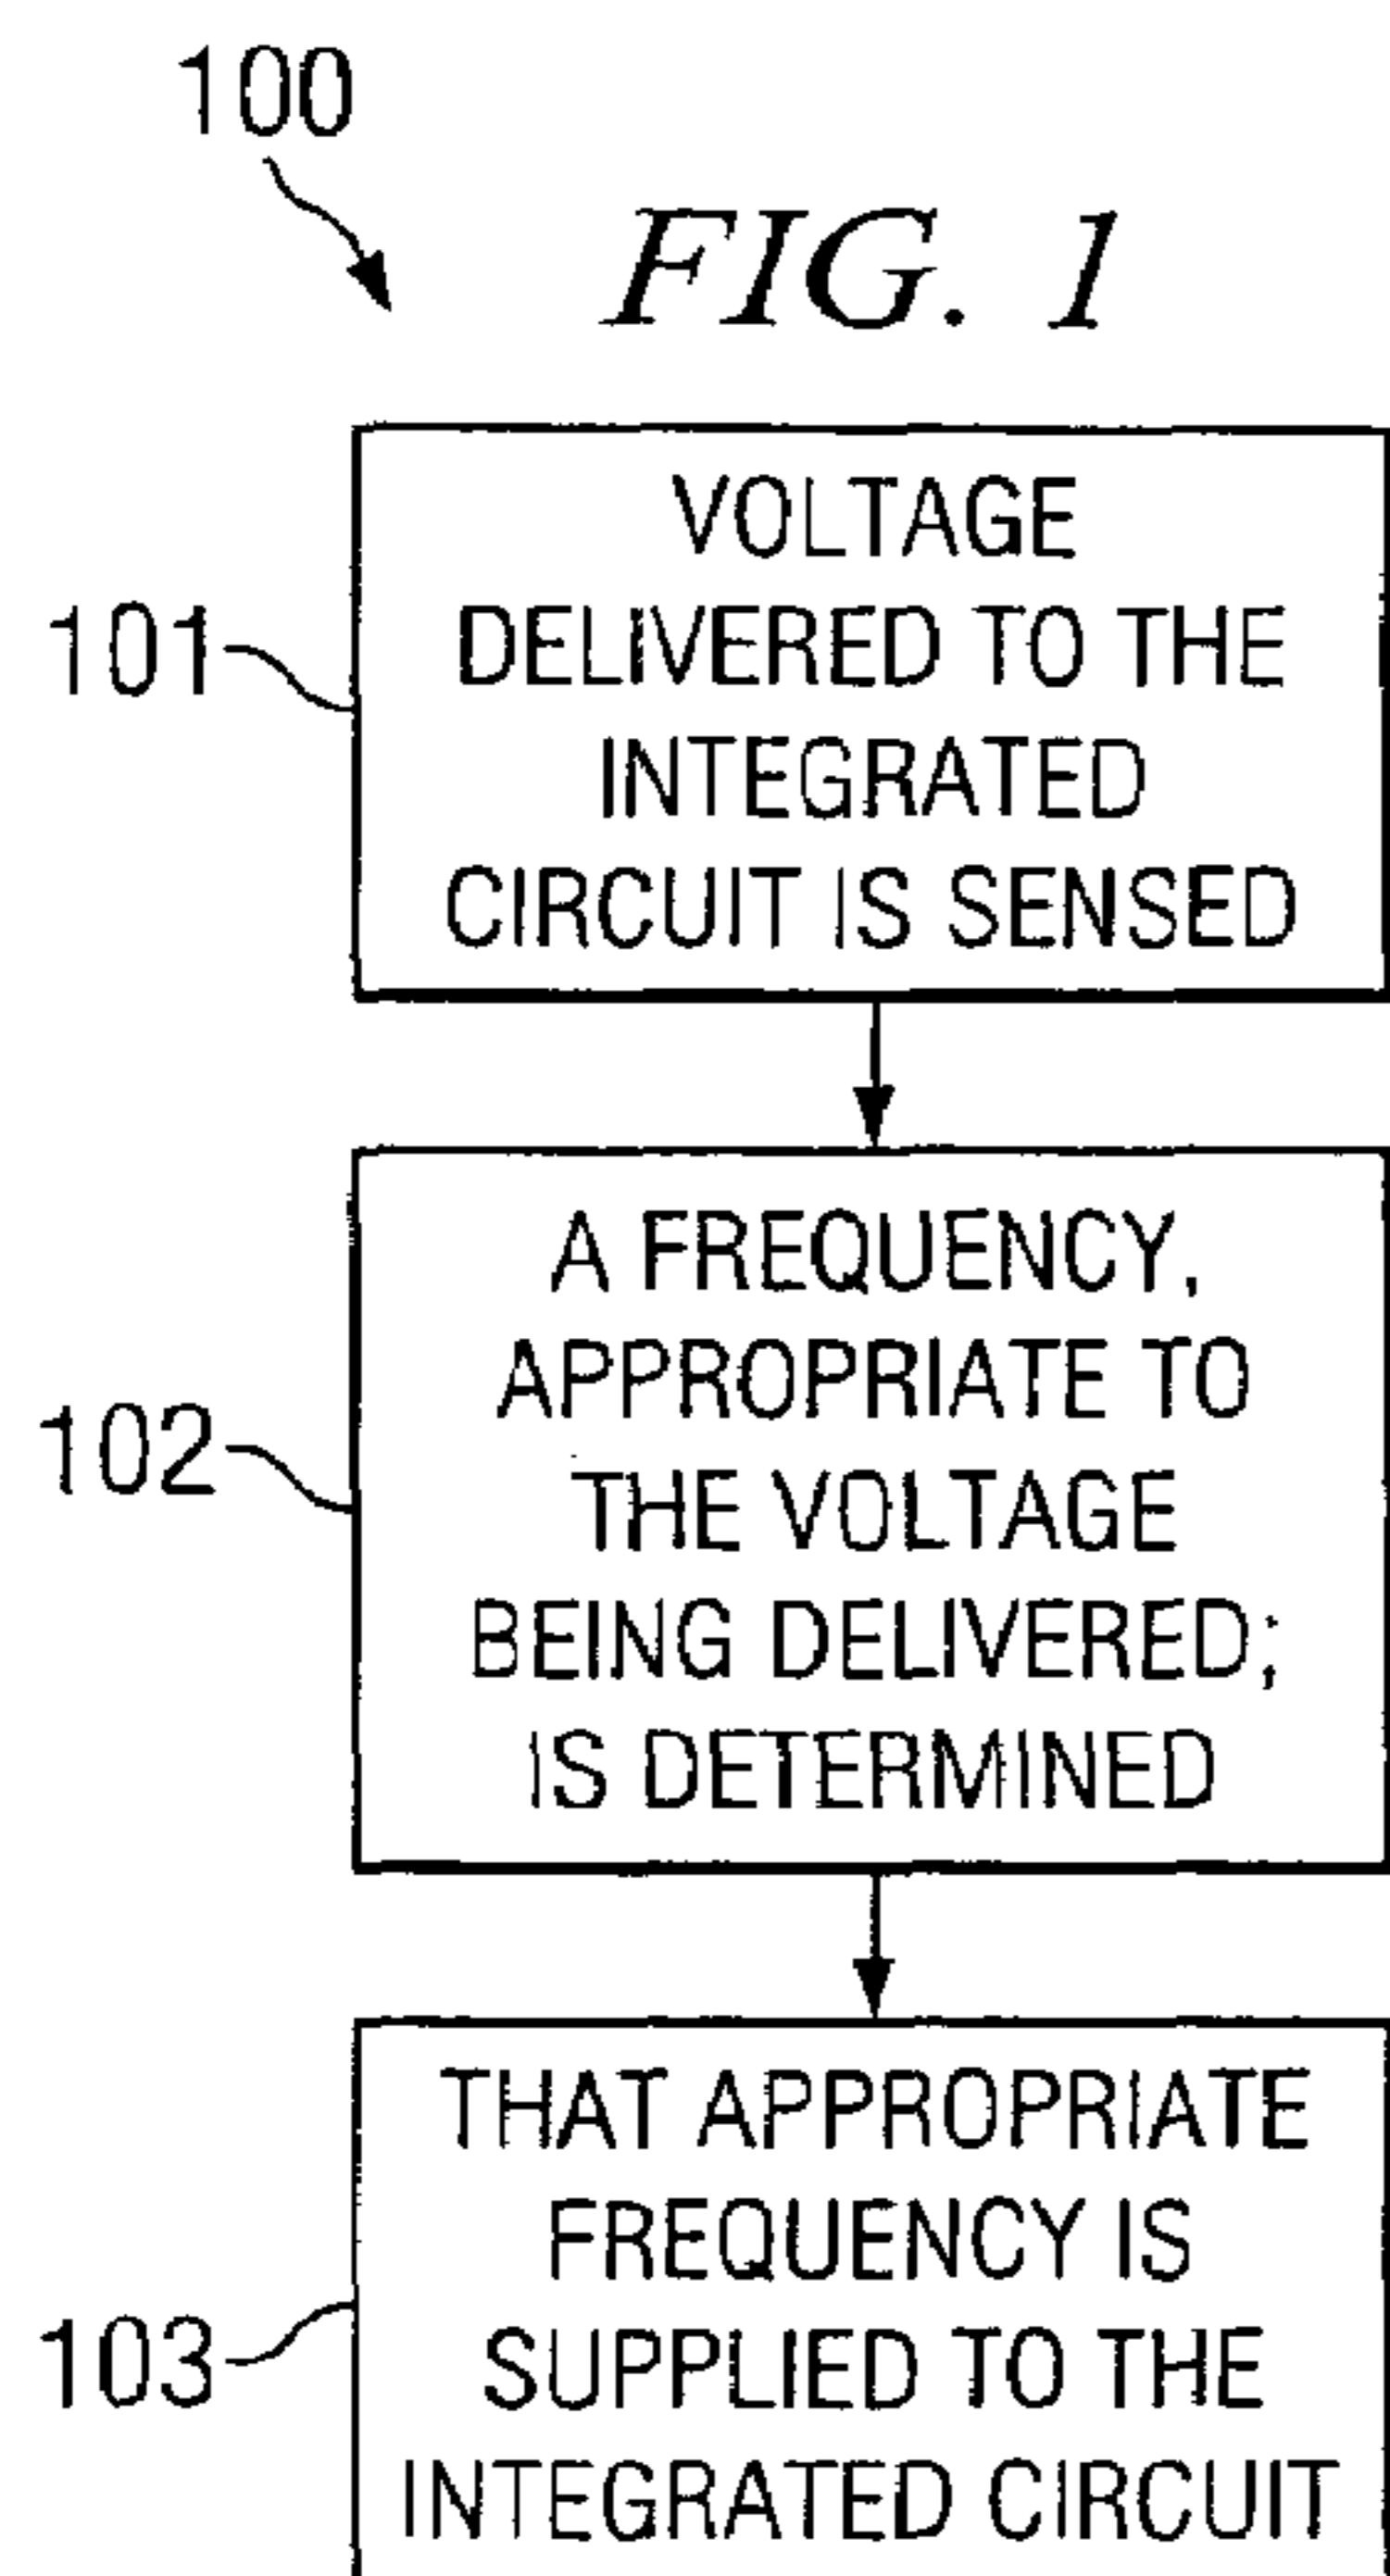 100
FIG. 1
VOLTAGE
DELIVERED TO THE
101
INTEGRATED
CIRCUIT IS SENSED
A FREQUENCY,
APPROPRIATE TO
102
THE VOLTAGE
BEING DELIVERED;
IS DETERMINED
THAT APPROPRIATE
FREQUENCY IS
103
SUPPLIED TO THE
INTEGRATED CIRCUIT